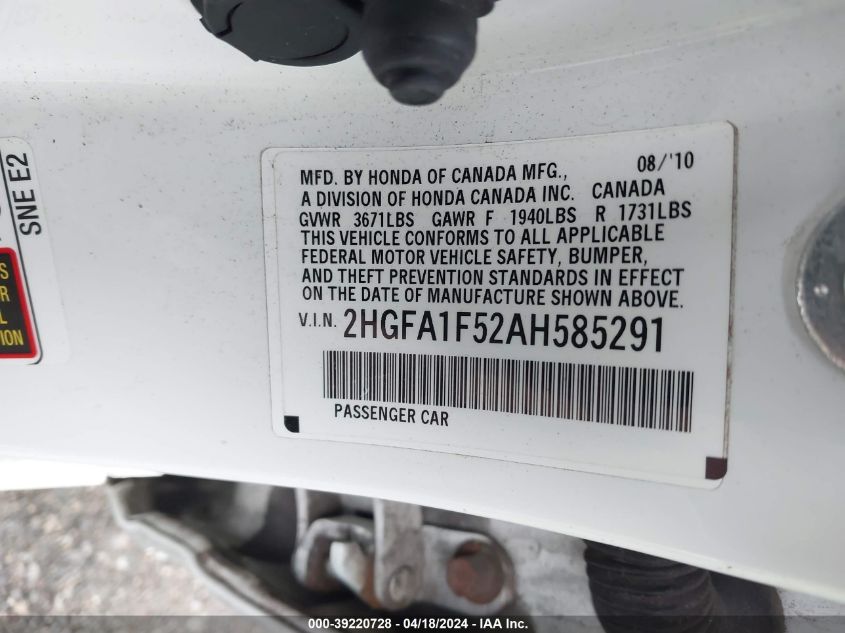 08/'10
MFD. BY HONDA OF CANADA MFG.,
A DIVISION OF HONDA CANADA INC. CANADA
GVWR 3671LBS GAWR F 1940LBS R 1731LBS
THIS VEHICLE CONFORMS TO ALL APPLICABLE
FEDERAL MOTOR VEHICLE SAFETY, BUMPER,
AND THEFT PREVENTION STANDARDS IN EFFECT
ON THE DATE OF MANUFACTURE SHOWN ABOVE.
V.I.N. 2HGFA1F52AH585291
PASSENGER CAR
SNE E2
000-39220728 - 04/18/2024 - IAA Inc.